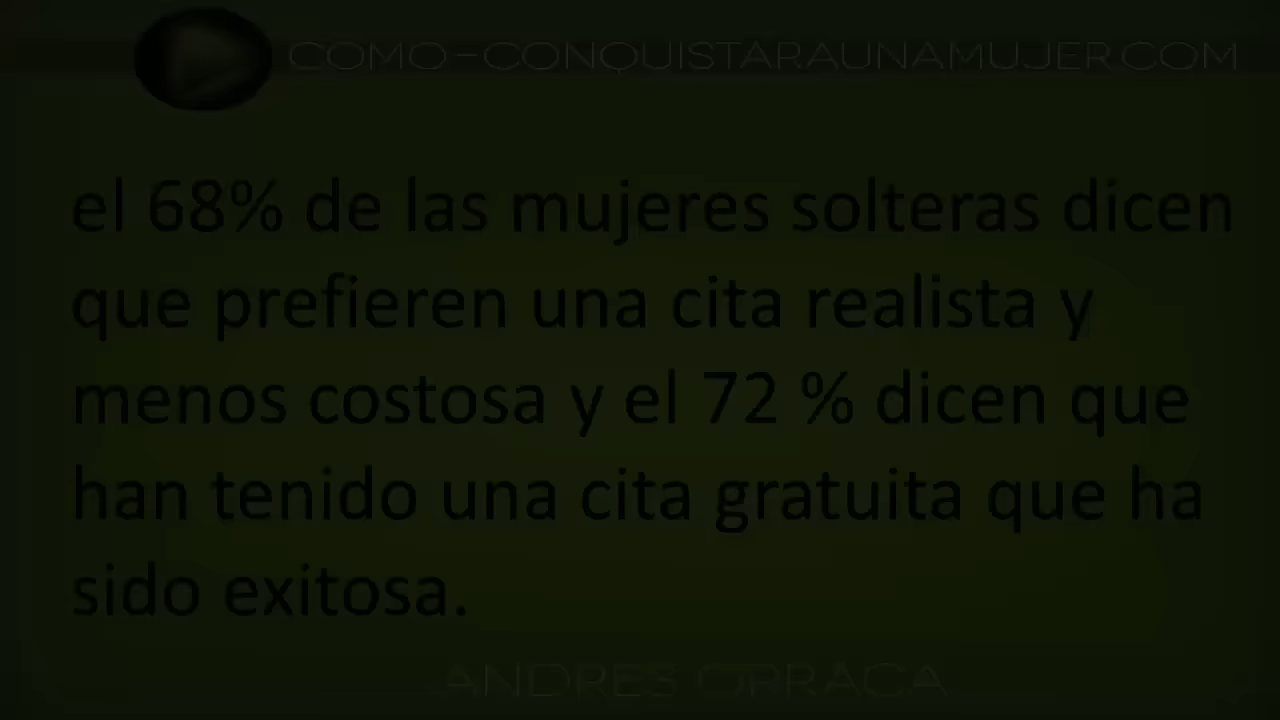 COMO-CONQUISTARAUNAMUJER.COM
el 68% de las mujeres solteras dicen
que prefieren una cita realista y
menos costosa y el 72 % dicen que
han tenido una cita gratuita que ha
sido exitosa.
ANDRES ORRACA